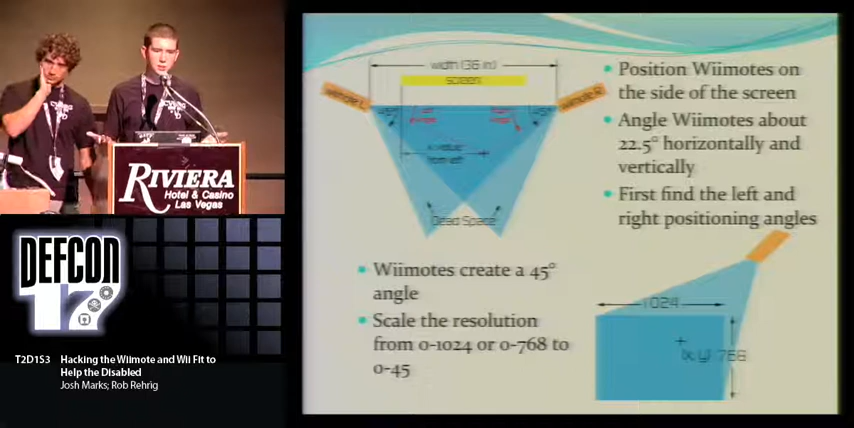 RIVIERA
Hotel & Casino
Las Vegas
DEFCON
17
T2D1S3 Hacking the Wiimote and Wii Fit to
Help the Disabled
Josh Marks; Rob Rehrig
width (36 in)
screen
Wiimote L
Wiimote R
45°
45°
x value
from left
Dead Space
• Position Wiimotes on
the side of the screen
• Angle Wiimotes about
22.5° horizontally and
vertically
• First find the left and
right positioning angles
• Wiimotes create a 45°
angle
• Scale the resolution
from 0-1024 or 0-768 to
0-45
1024
(x, y)
768